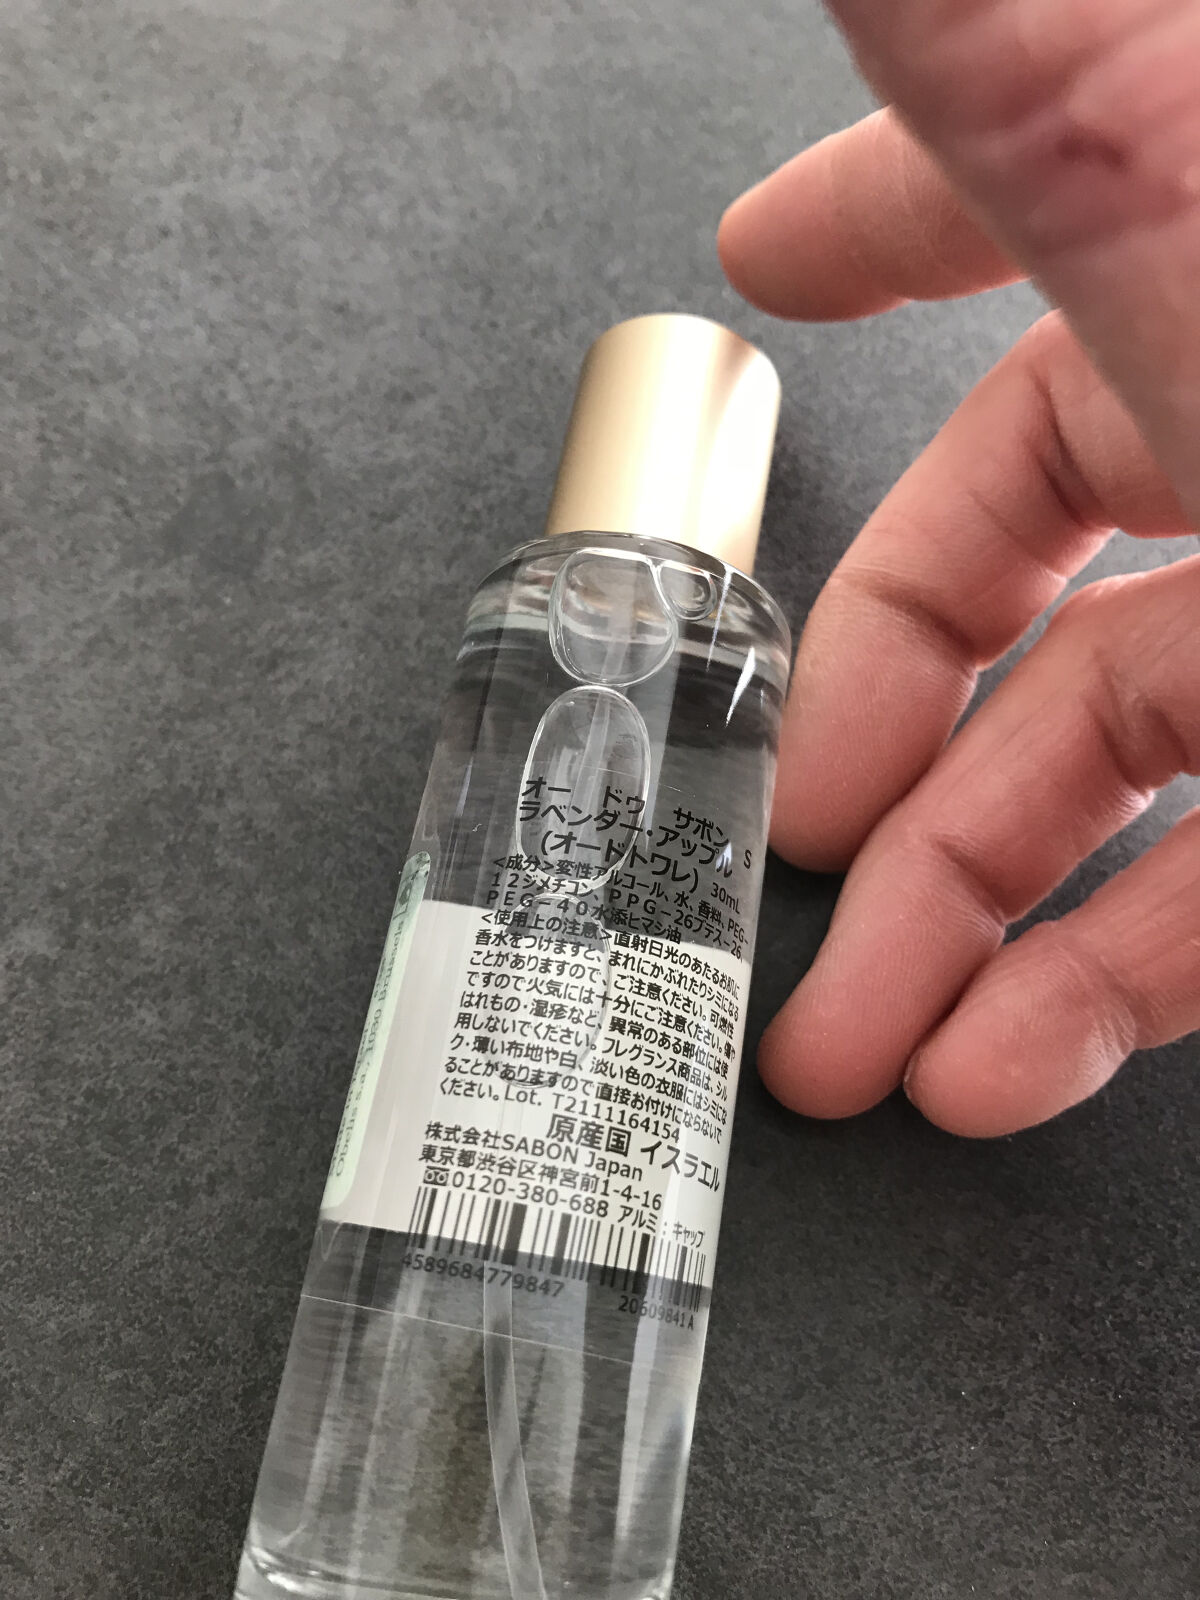 オー ドゥ サボン S
ラベンダー・アップル
(オードトワレ) 30mL
<成分>変性アルコール、水、香料、PEG-
12ジメチコン、PPG-26ブテス-26、
PEG-40水添ヒマシ油
<使用上の注意>直射日光のあたるお肌に
香水をつけますと、まれにかぶれたりシミになる
ことがありますので、ご注意ください。可燃性
ですので火気には十分にご注意ください。傷や
はれもの・湿疹など、異常のある部位には使
用しないでください。フレグランス商品は、シル
ク・薄い布地や白、淡い色の衣服にはシミにな
ることがありますので直接お付けにならないで
ください。Lot. T2111164154
原産国 イスラエル
株式会社SABON Japan
東京都渋谷区神宮前1-4-16
0120-380-688 アルミ:キャップ
4589684779847
20609841A